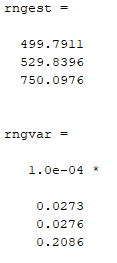 rngest =
499.7911
529.8396
750.0976
rngvar =
1.0e-04 *
0.0273
0.0276
0.2086